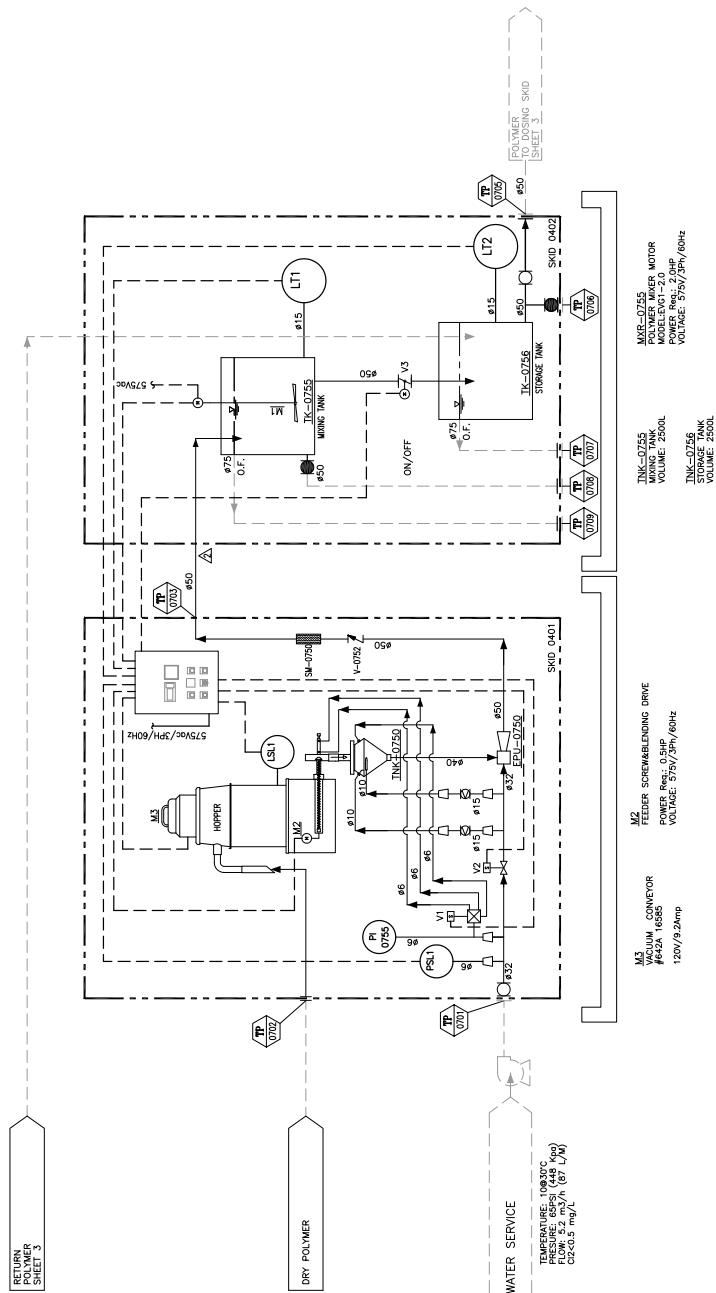 RETURN
POLYMER
SHEET 3
DRY POLYMER
WATER SERVICE
TEMPERATURE: 10@30°C
PRESURE: 65PSI (448 Kpa)
FLOW: 5.2 m3/h (87 L/M)
Cl2<0.5 mg/L
TP
0702
TP
0701
M3
HOPPER
LSL1
575Vac/3PH/60Hz
M2
PI
0755
PSL1
ø6
ø6
V1
ø6
ø6
ø6
ø10
ø10
TNK-0750
ø40
ø15
ø15
V2
ø32
ø32
EPU-0750
ø50
ø50
V-0752
SM-0750
SKID 0401
TP
0703
ø50
2
575Vac
M1
ø75
O.F.
TK-0755
MIXING TANK
ø50
ø15
LT1
ø50
V3
ON/OFF
ø75
O.F.
TK-0756
STORAGE TANK
ø15
LT2
ø50
SKID 0402
TP
0705
ø50
POLYMER
TO DOSING SKID
SHEET 3
TP
0706
TP
0707
TP
0708
TP
0709
M3
VACUUM CONVEYOR
#642A 16585
120V/9.2Amp
M2
FEEDER SCREW&BLENDING DRIVE
POWER Req.: 0.5HP
VOLTAGE: 575V/3Ph/60Hz
TNK-0755
MIXING TANK
VOLUME: 2500L
TNK-0756
STORAGE TANK
VOLUME: 2500L
MXR-0755
POLYMER MIXER MOTOR
MODEL:EVG1-2.0
POWER Req.: 2.0HP
VOLTAGE: 575V/3Ph/60Hz